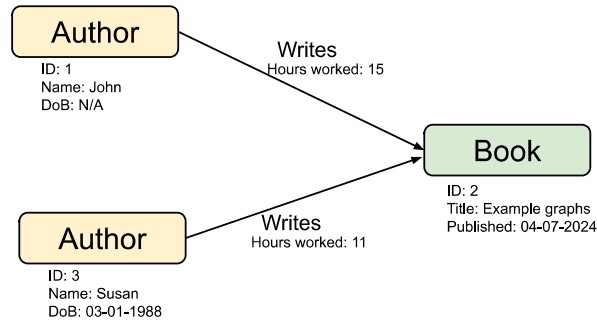 Author
ID: 1
Name: John
DoB: N/A
Writes
Hours worked: 15
Book
ID: 2
Title: Example graphs
Published: 04-07-2024
Author
ID: 3
Name: Susan
DoB: 03-01-1988
Writes
Hours worked: 11